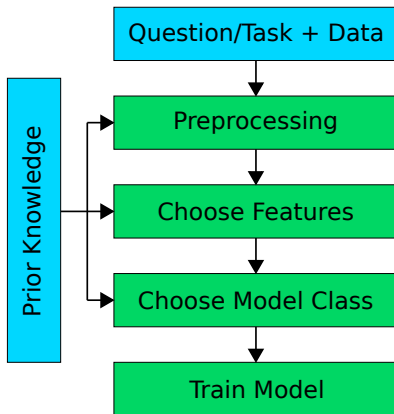 Question/Task + Data
Prior Knowledge
Preprocessing
Choose Features
Choose Model Class
Train Model